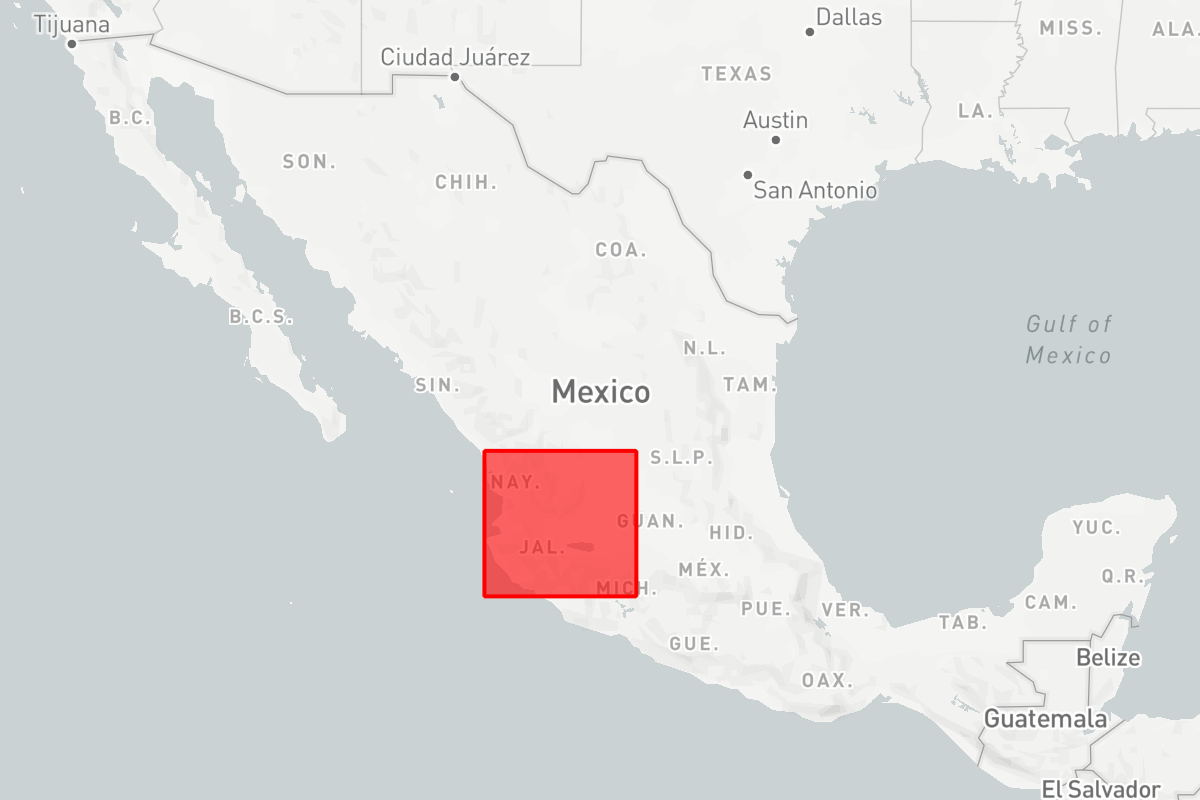 Tijuana
Dallas
MISS.
ALA.
Ciudad Juárez
TEXAS
B.C.
LA.
Austin
SON.
CHIH.
San Antonio
COA.
B.C.S.
Gulf of
Mexico
N.L.
SIN.
Mexico
TAM.
S.L.P.
NAY.
GUAN.
HID.
YUC.
JAL.
MÉX.
Q.R.
MICH.
PUE.
VER.
CAM.
TAB.
GUE.
Belize
OAX.
Guatemala
El Salvador